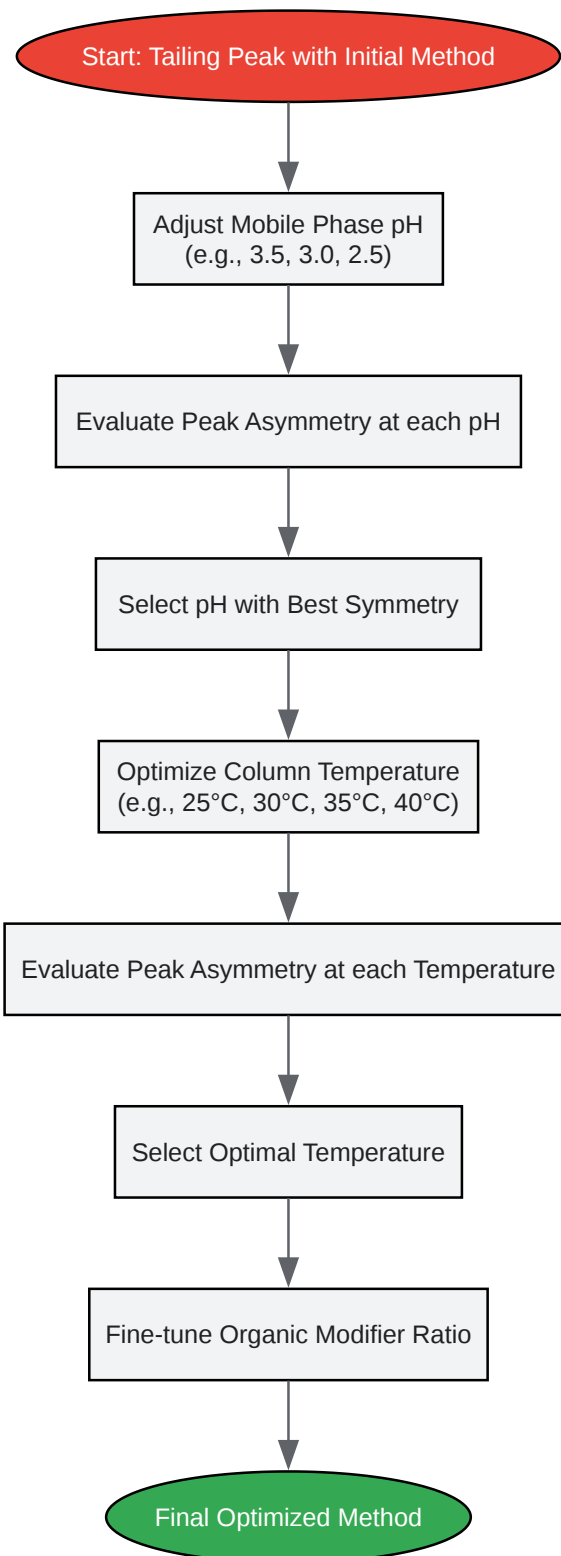 Start: Tailing Peak with Initial Method
Adjust Mobile Phase pH
(e.g., 3.5, 3.0, 2.5)
Evaluate Peak Asymmetry at each pH
Select pH with Best Symmetry
Optimize Column Temperature
(e.g., 25°C, 30°C, 35°C, 40°C)
Evaluate Peak Asymmetry at each Temperature
Select Optimal Temperature
Fine-tune Organic Modifier Ratio
Final Optimized Method